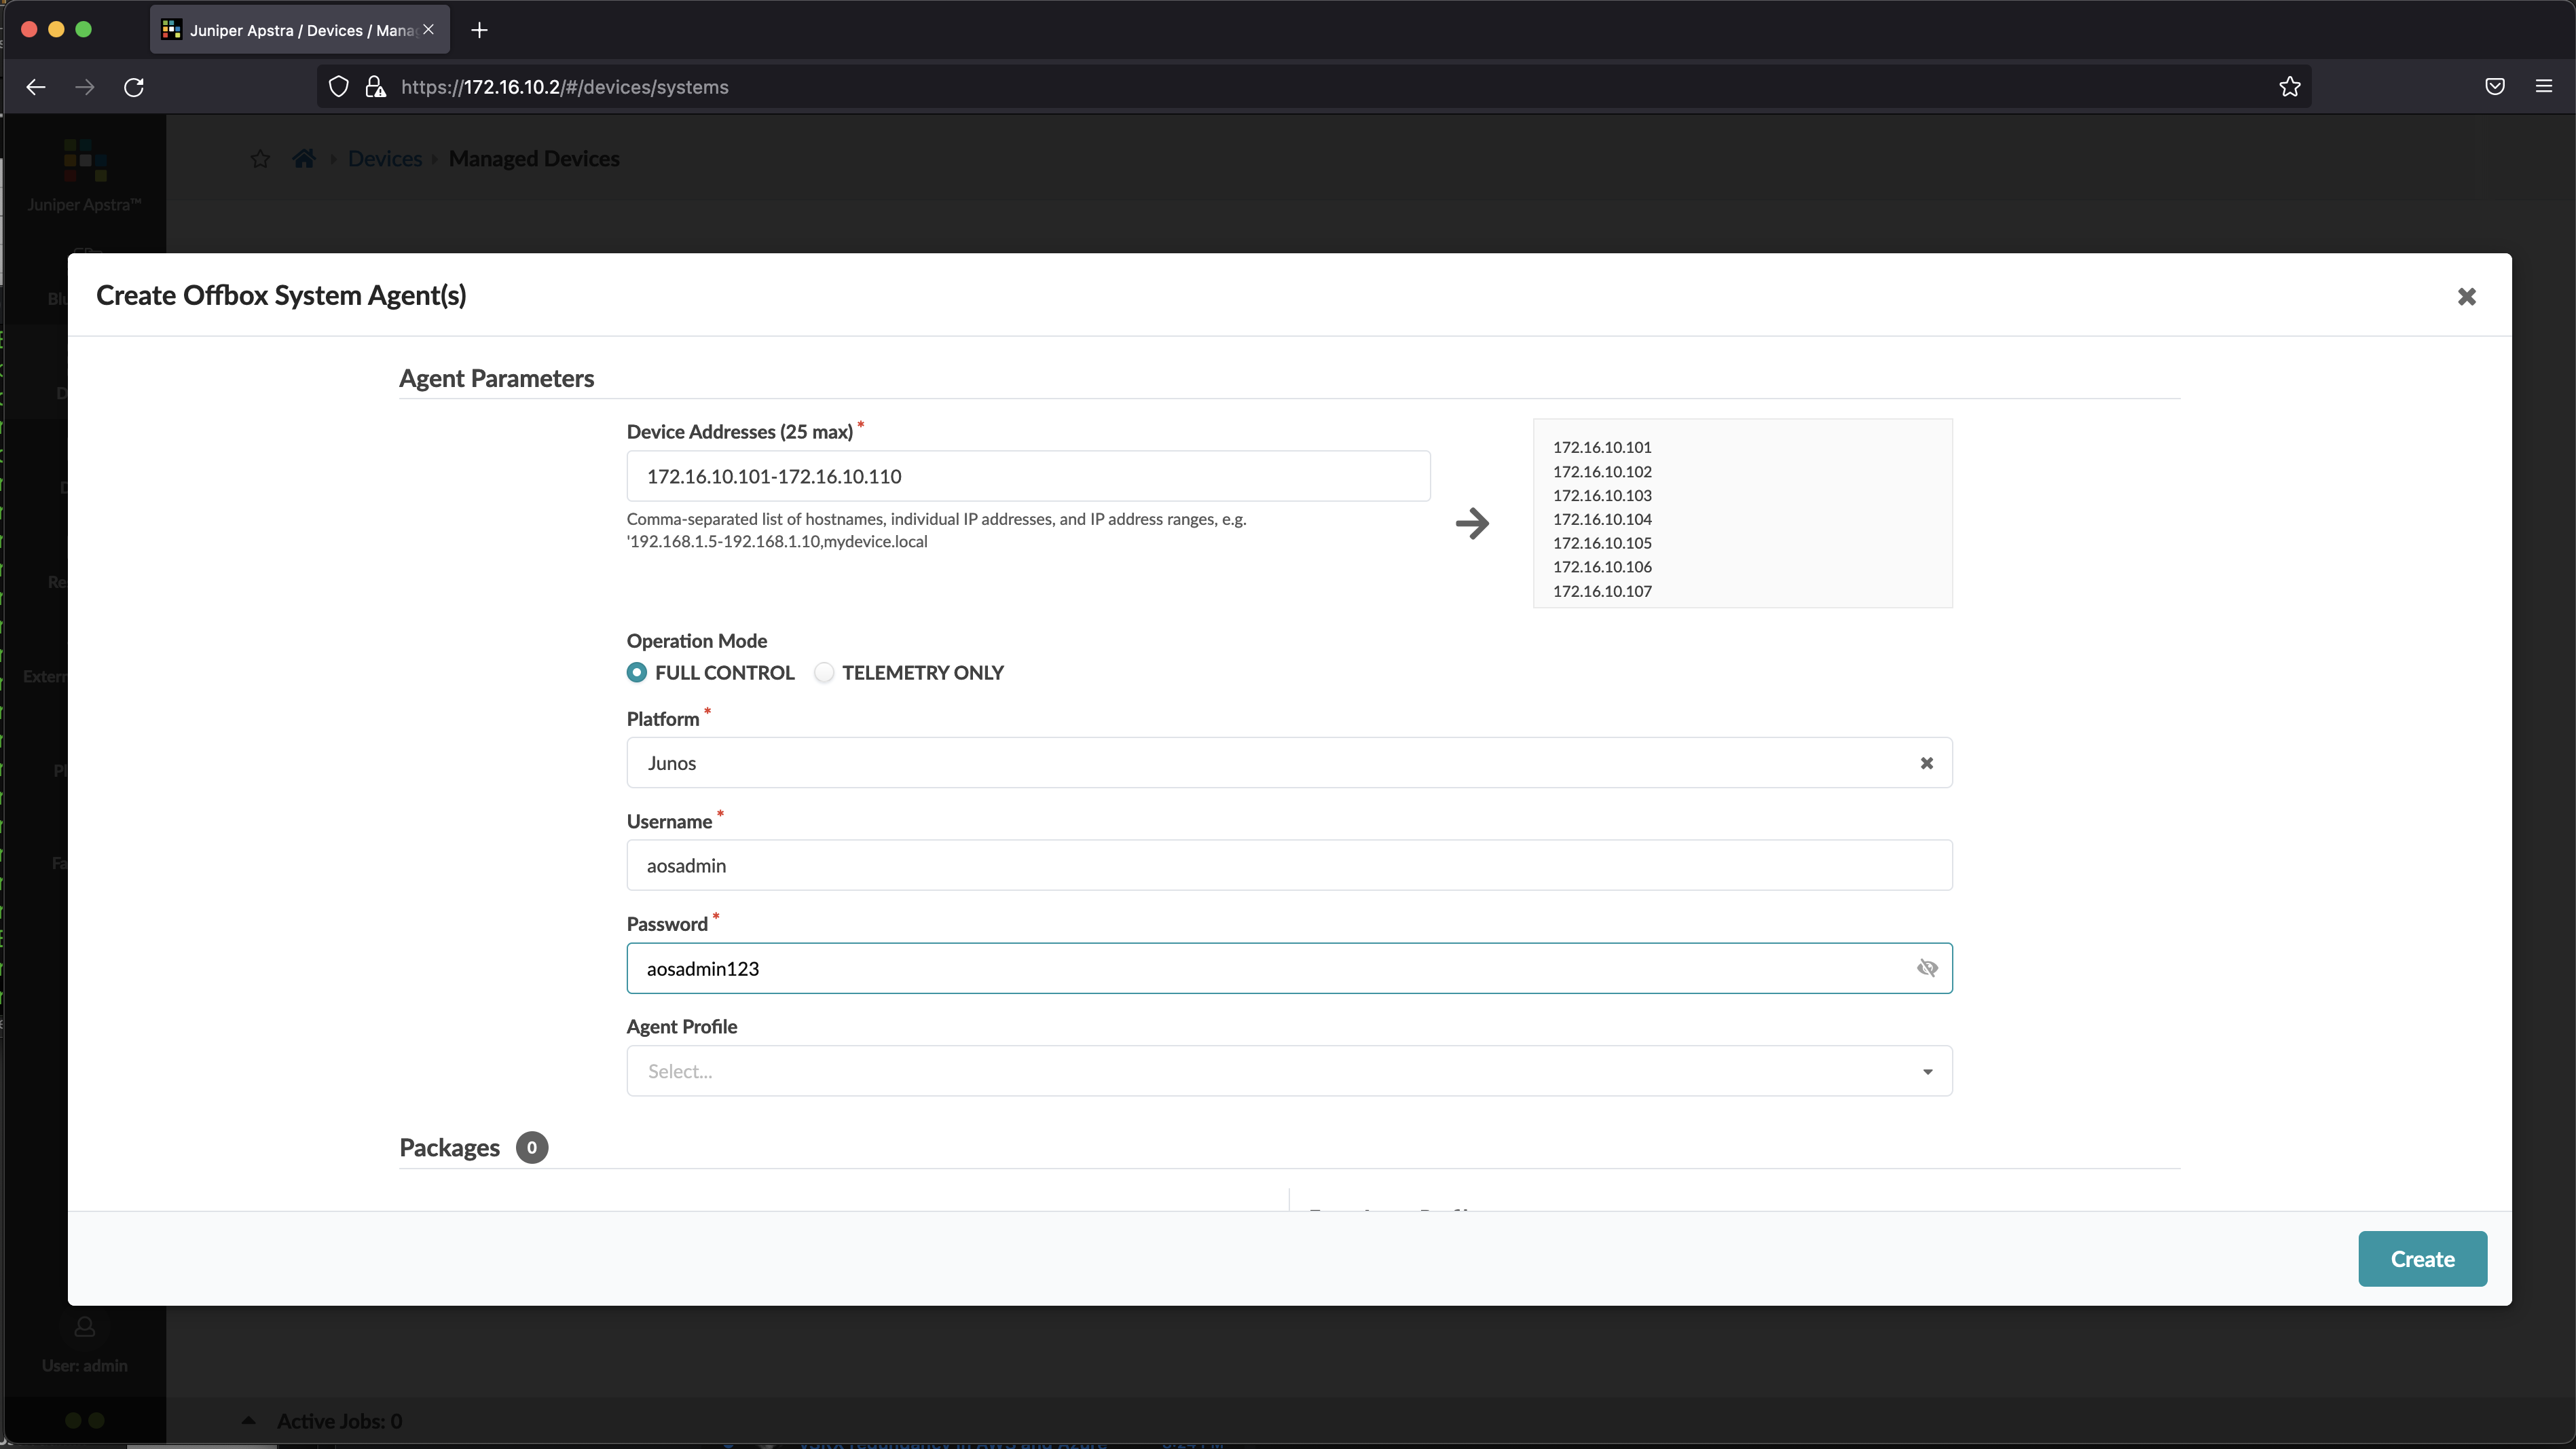 Juniper Apstra / Devices / Mana
https://172.16.10.2/#/devices/systems
Juniper Apstra™
Devices
Managed Devices
Create Offbox System Agent(s)
Agent Parameters
Device Addresses (25 max) *
172.16.10.101-172.16.10.110
Comma-separated list of hostnames, individual IP addresses, and IP address ranges, e.g.
'192.168.1.5-192.168.1.10,mydevice.local
172.16.10.101
172.16.10.102
172.16.10.103
172.16.10.104
172.16.10.105
172.16.10.106
172.16.10.107
Operation Mode
FULL CONTROL
TELEMETRY ONLY
Platform *
Junos
Username *
aosadmin
Password *
aosadmin123
Agent Profile
Select...
Packages 0
Create
User: admin
Active Jobs: 0